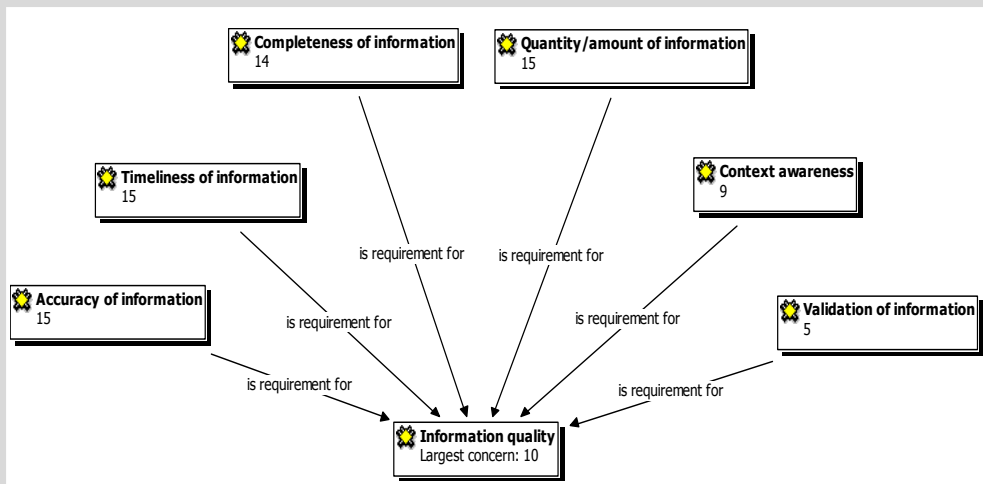 Completeness of information
14
Quantity/amount of information
15
Timeliness of information
15
Context awareness
9
is requirement for
is requirement for
Accuracy of information
15
Validation of information
5
is requirement for
is requirement for
is requirement for
is requirement for
Information quality
Largest concern: 10